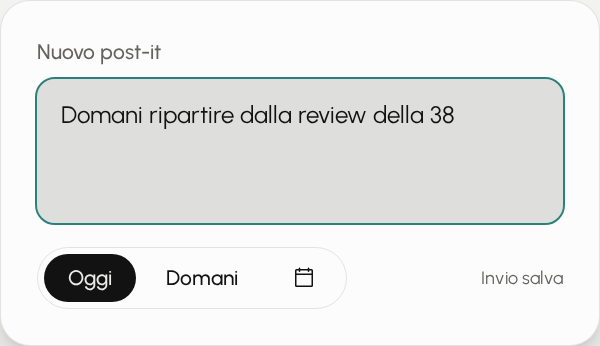 Nuovo post-it
Domani ripartire dalla review della 38
Oggi Domani Invio salva